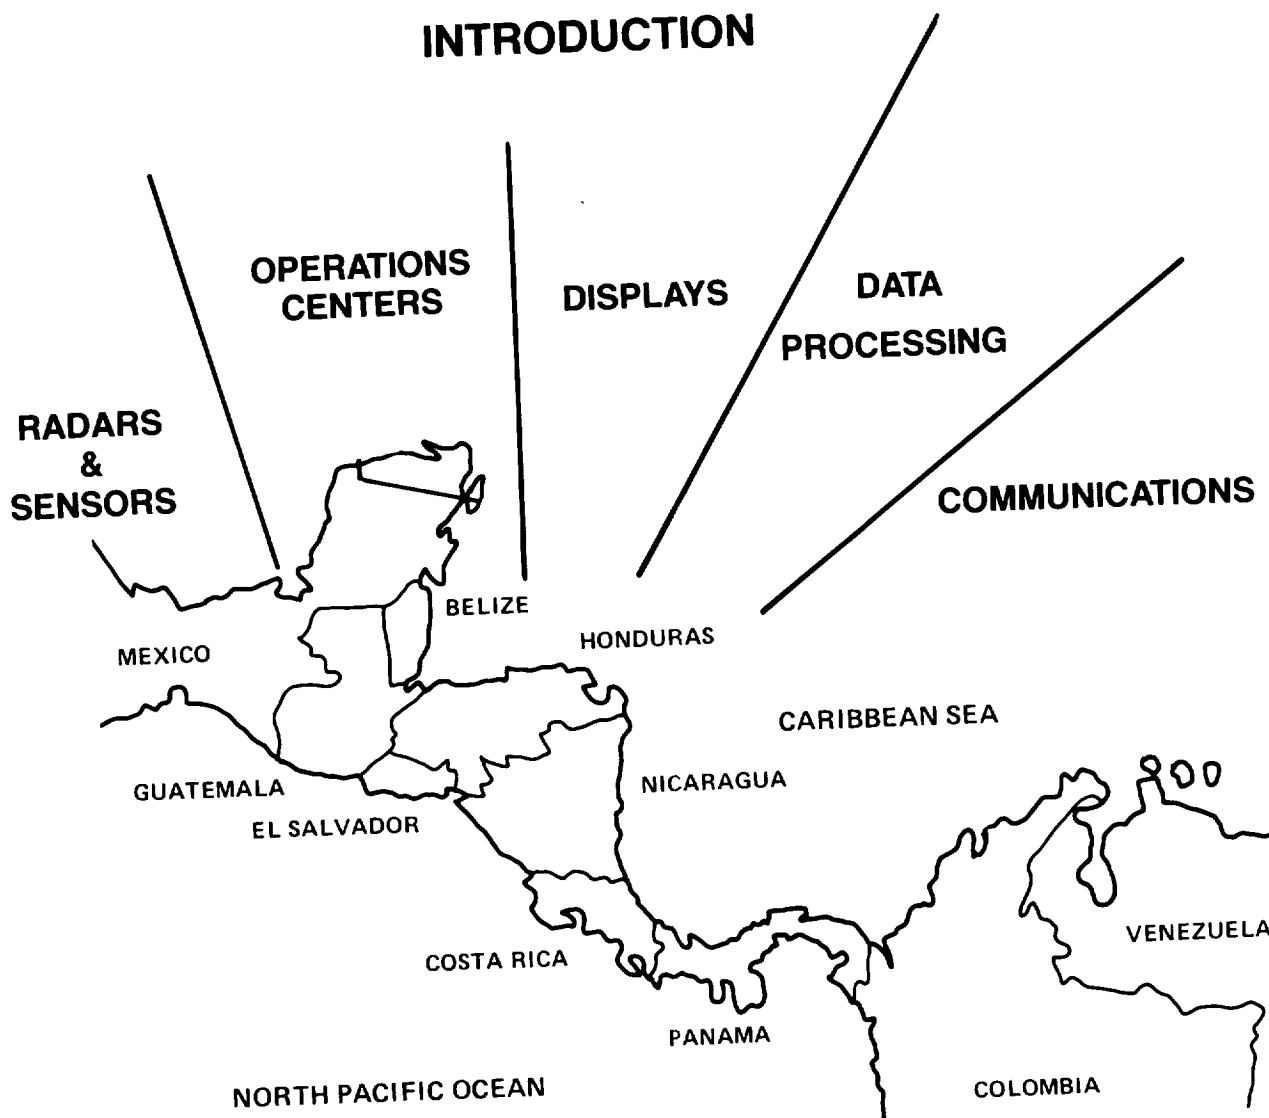 INTRODUCTION
OPERATIONS
CENTERS
DISPLAYS
DATA
PROCESSING
RADARS
&
SENSORS
COMMUNICATIONS
BELIZE
HONDURAS
MEXICO
CARIBBEAN SEA
NICARAGUA
GUATEMALA
EL SALVADOR
VENEZUELA
COSTA RICA
PANAMA
NORTH PACIFIC OCEAN
COLOMBIA